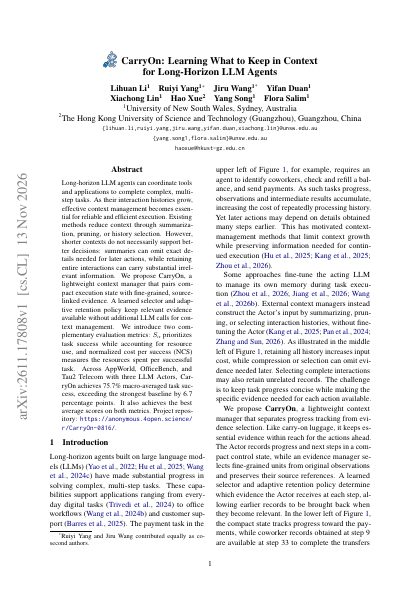 CarryOn: Learning What to Keep in Context
for Long-Horizon LLM Agents
Lihuan Li¹ Ruiyi Yang¹* Jiru Wang¹* Yifan Duan¹
Xiachong Lin¹ Hao Xue² Yang Song¹ Flora Salim¹
¹University of New South Wales, Sydney, Australia
²The Hong Kong University of Science and Technology (Guangzhou), Guangzhou, China
{lihuan.li,ruiyi.yang,jiru.wang,yifan.duan,xiachong.lin}@unsw.edu.au
{yang.song1,flora.salim}@unsw.edu.au
haoxue@hkust-gz.edu.cn
arXiv:2611.17808v1 [cs.CL] 13 Nov 2026
Abstract
Long-horizon LLM agents can coordinate tools
and applications to complete complex, multi-
step tasks. As their interaction histories grow,
effective context management becomes essen-
tial for reliable and efficient execution. Existing
methods reduce context through summariza-
tion, pruning, or history selection. However,
shorter contexts do not necessarily support bet-
ter decisions: summaries can omit exact de-
tails needed for later actions, while retaining
entire interactions can carry substantial irrel-
evant information. We propose CarryOn, a
lightweight context manager that pairs com-
pact execution state with fine-grained, source-
linked evidence. A learned selector and adap-
tive retention policy keep relevant evidence
available without additional LLM calls for con-
text management. We introduce two comple-
mentary evaluation metrics: Sₑ, prioritizes
task success while accounting for resource use,
and normalized cost per success (NCS)
measures the resources spent per successful
task. Across AppWorld, OfficeBench, and
Tau2 Telecom with three LLM Actors, Car-
ryOn achieves 75.7% macro-averaged task suc-
cess, exceeding the strongest baseline by 6.7
percentage points. It also achieves the best
average scores on both metrics. Project repos-
itory: https://anonymous.4open.science/
r/CarryOn-0816/.
1 Introduction
Long-horizon agents built on large language mod-
els (LLMs) (Yao et al., 2022; Hu et al., 2025; Wang
et al., 2024c) have made substantial progress in
solving complex, multi-step tasks. These capa-
bilities support applications ranging from every-
day digital tasks (Trivedi et al., 2024) to office
workflows (Wang et al., 2024b) and customer sup-
port (Barres et al., 2025). The payment task in the
*Ruiyi Yang and Jiru Wang contributed equally as co-
second authors.
upper left of Figure 1, for example, requires an
agent to identify coworkers, check and refill a bal-
ance, and send payments. As such tasks progress,
observations and intermediate results accumulate,
increasing the cost of repeatedly processing history.
Yet later actions may depend on details obtained
many steps earlier. This has motivated context-
management methods that limit context growth
while preserving information needed for contin-
ued execution (Hu et al., 2025; Kang et al., 2025;
Zhou et al., 2026).
Some approaches fine-tune the acting LLM
to manage its own memory during task execu-
tion (Zhou et al., 2026; Jiang et al., 2026; Wang
et al., 2026b). External context managers instead
construct the Actor's input by summarizing, prun-
ing, or selecting interaction histories, without fine-
tuning the Actor (Kang et al., 2025; Pan et al., 2024;
Zhang and Sun, 2026). As illustrated in the middle
left of Figure 1, retaining all history increases input
cost, while compression or selection can omit evi-
dence needed later. Selecting complete interactions
may also retain unrelated records. The challenge
is to keep task progress concise while making the
specific evidence needed for each action available.
We propose CarryOn, a lightweight context
manager that separates progress tracking from evi-
dence selection. Like carry-on luggage, it keeps es-
sential evidence within reach for the actions ahead.
The Actor records progress and next steps in a com-
pact control state, while an evidence manager se-
lects fine-grained units from original observations
and preserves their source references. A learned
selector and adaptive retention policy determine
which evidence the Actor receives at each step, al-
lowing earlier records to be brought back when
they become relevant. In the lower left of Figure 1,
the compact state tracks progress toward the pay-
ments, while coworker records obtained at step 9
are available at step 13 to complete the transfers
1